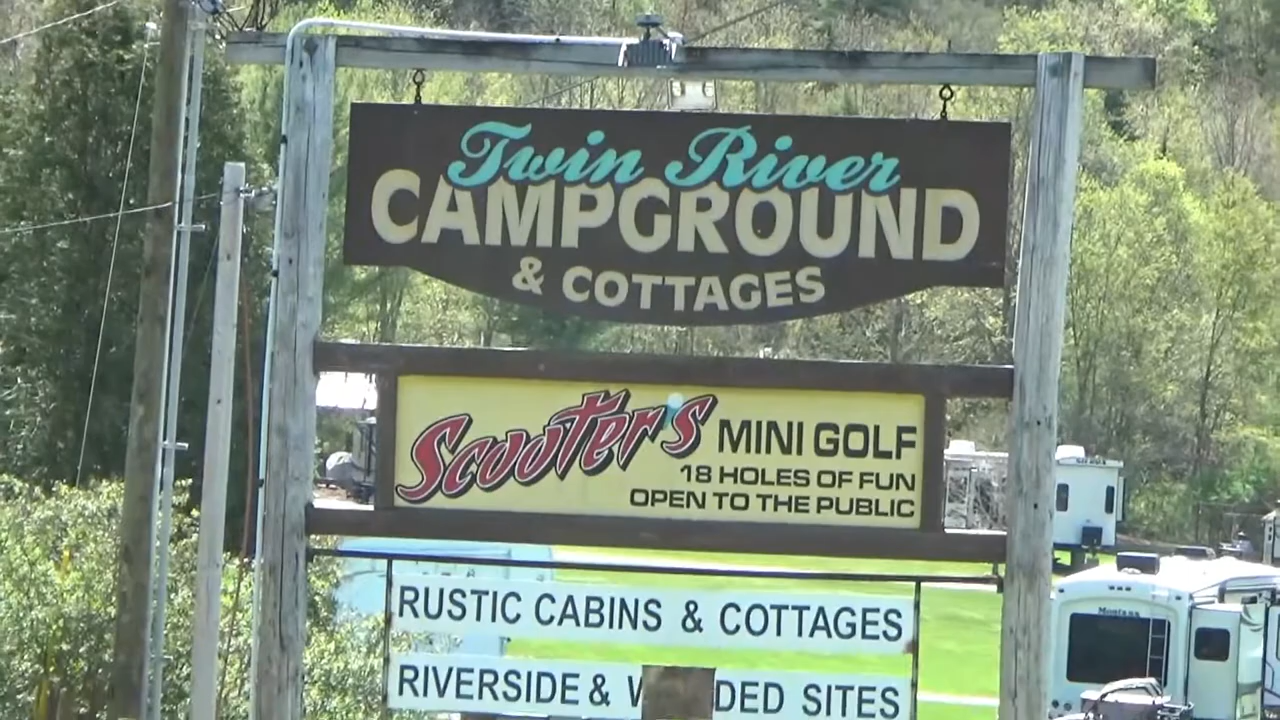 Twin River
CAMPGROUND
& COTTAGES
Scooter's MINI GOLF
18 HOLES OF FUN
OPEN TO THE PUBLIC
RUSTIC CABINS & COTTAGES
RIVERSIDE & SITES
Montana